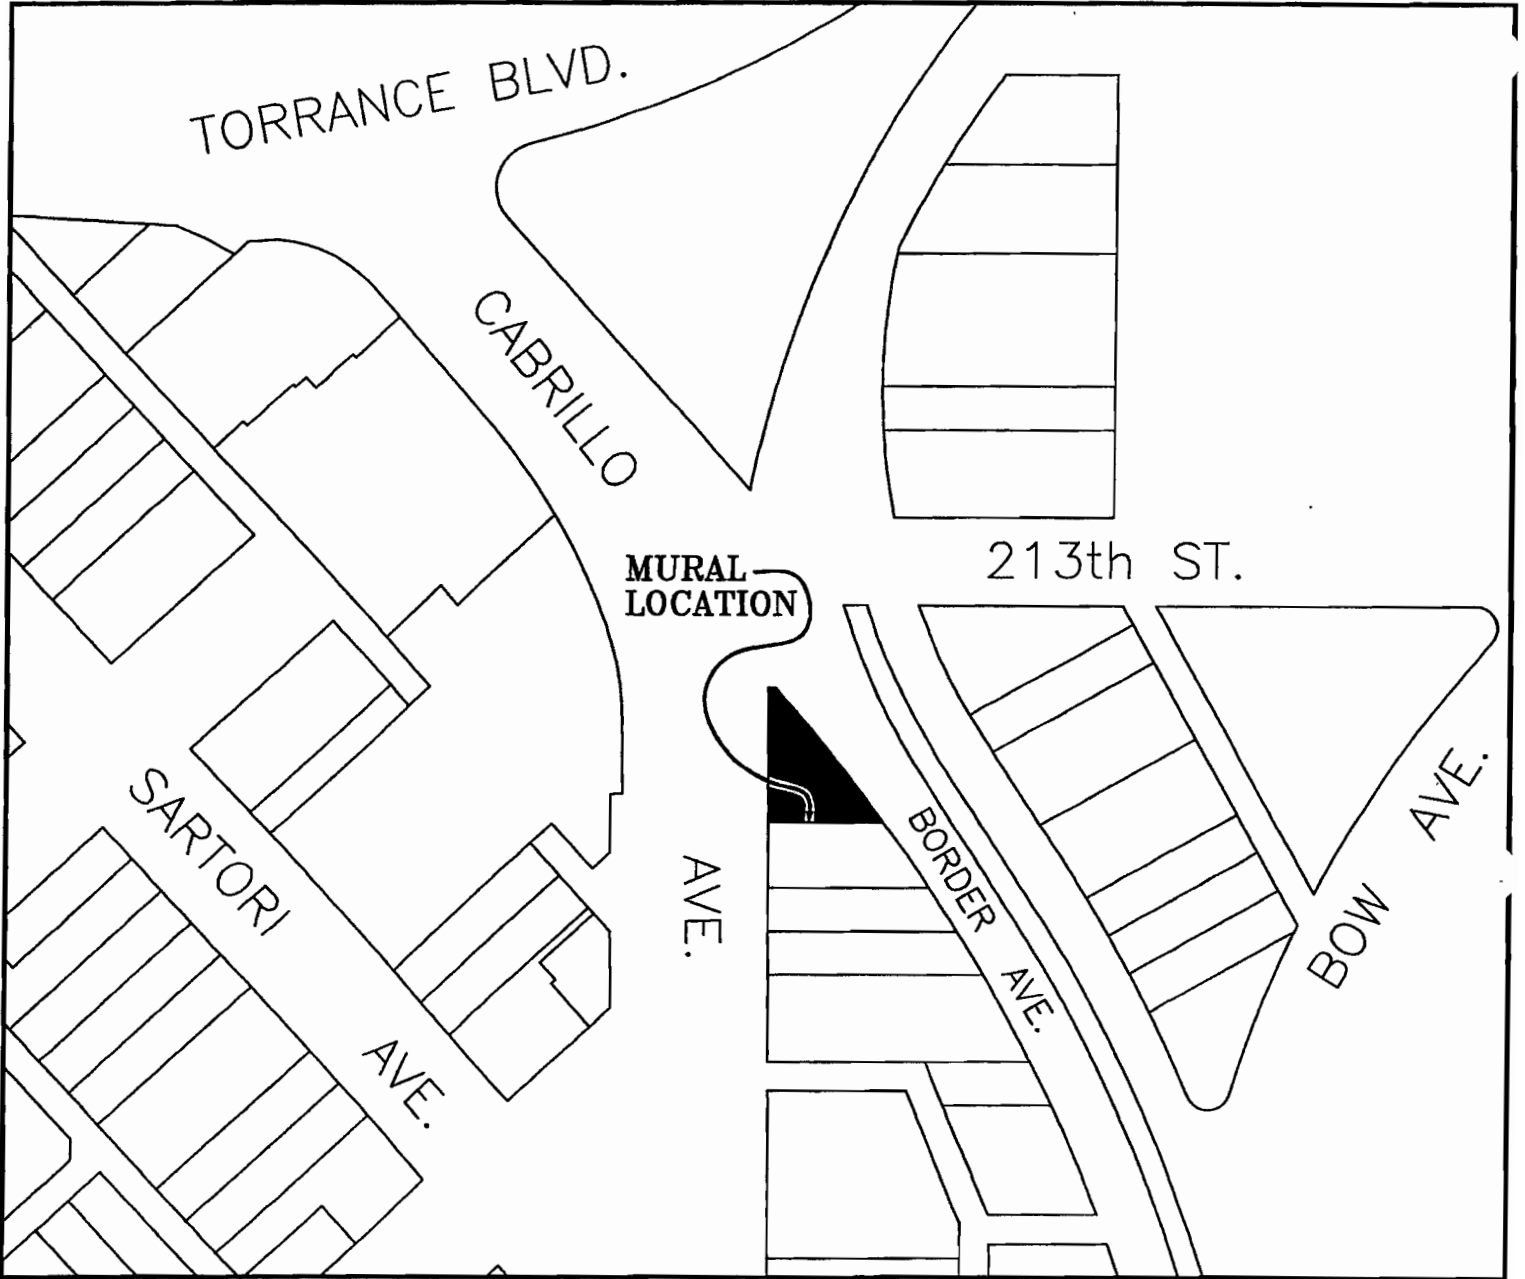 TORRANCE BLVD.
CABRILLO
AVE.
213th ST.
MURAL
LOCATION
SARTORI
AVE.
BORDER
AVE.
BOW AVE.